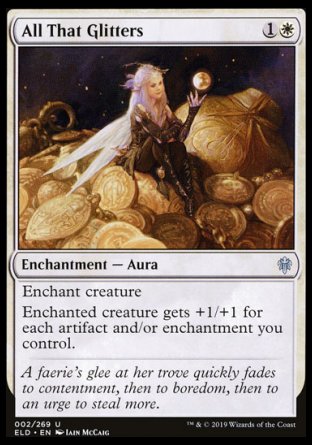 All That Glitters 1
Enchantment — Aura
Enchant creature
Enchanted creature gets +1/+1 for
each artifact and/or enchantment you
control.
A faerie's glee at her trove quickly fades
to contentment, then to boredom, then to
an urge to steal more.
002/269 U
ELD • EN Iain McCaig
™ & © 2019 Wizards of the Coast